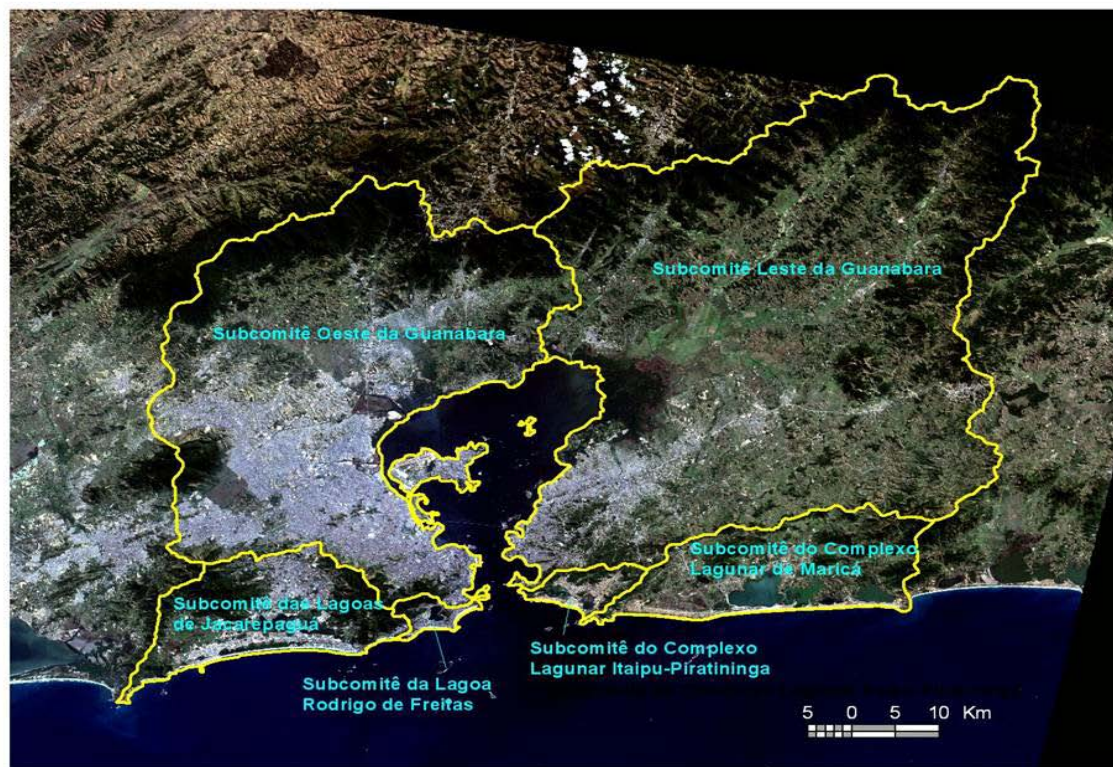 Subcomitê Leste da Guanabara
Subcomitê Oeste da Guanabara
Subcomitê do Complexo
Lagunar de Maricá
Subcomitê das Lagoas
de Jacarepaguá
Subcomitê do Complexo
Lagunar Itaipu-Piratininga
Subcomitê da Lagoa
Rodrigo de Freitas
5 0 5 10 Km